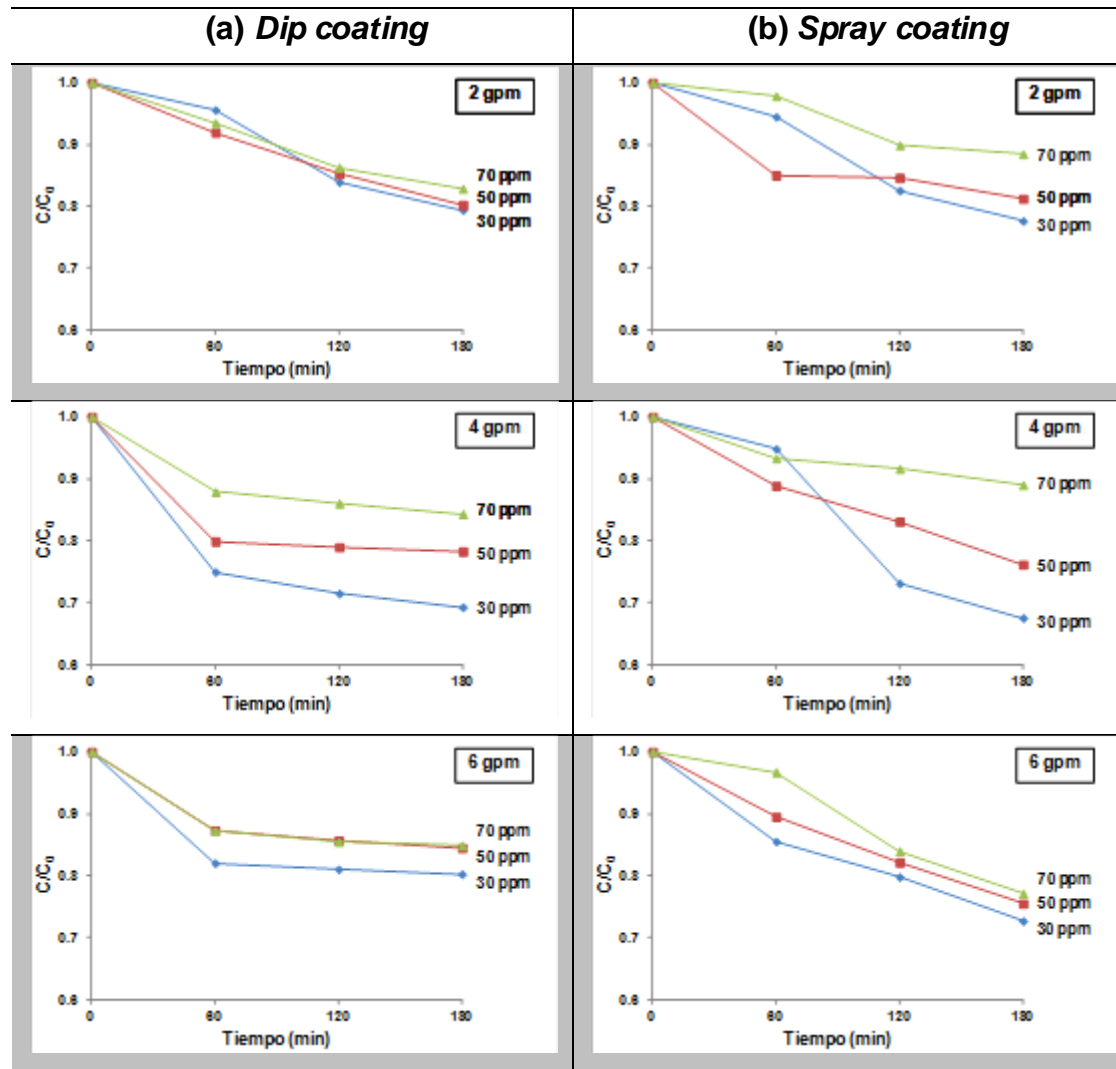 (a) Dip coating
(b) Spray coating
2 gpm
1.0
0.9
0.8
0.7
0.6
C/C₀
70 ppm
50 ppm
30 ppm
0 60 120 180
Tiempo (min)
2 gpm
1.0
0.9
0.8
0.7
0.6
C/C₀
70 ppm
50 ppm
30 ppm
0 60 120 180
Tiempo (min)
4 gpm
1.0
0.9
0.8
0.7
0.6
C/C₀
70 ppm
50 ppm
30 ppm
0 60 120 180
Tiempo (min)
4 gpm
1.0
0.9
0.8
0.7
0.6
C/C₀
70 ppm
50 ppm
30 ppm
0 60 120 180
Tiempo (min)
6 gpm
1.0
0.9
0.8
0.7
0.6
C/C₀
70 ppm
50 ppm
30 ppm
0 60 120 180
Tiempo (min)
6 gpm
1.0
0.9
0.8
0.7
0.6
C/C₀
70 ppm
50 ppm
30 ppm
0 60 120 180
Tiempo (min)